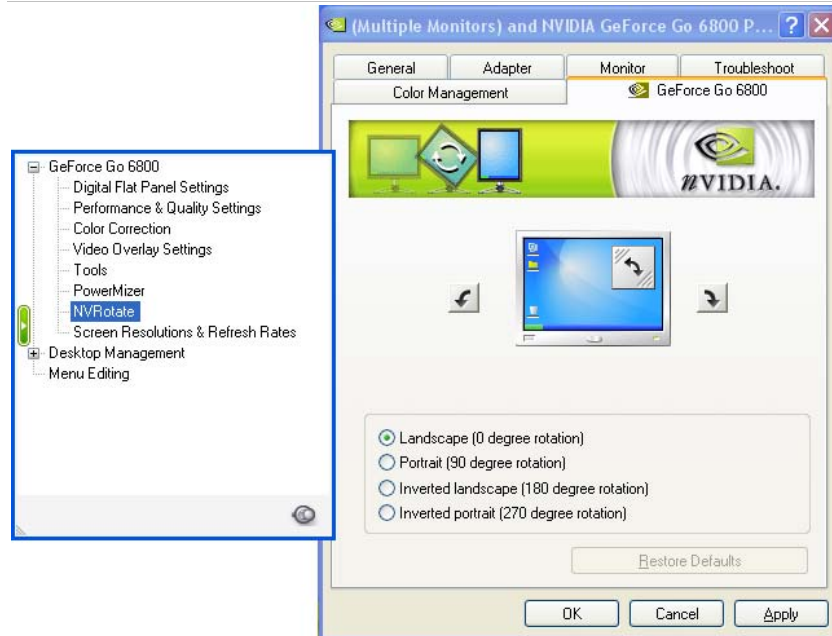 (Multiple Monitors) and NVIDIA GeForce Go 6800 P...
General Adapter Monitor Troubleshoot
Color Management GeForce Go 6800
nVIDIA.
GeForce Go 6800
Digital Flat Panel Settings
Performance & Quality Settings
Color Correction
Video Overlay Settings
Tools
PowerMizer
NVRotate
Screen Resolutions & Refresh Rates
Desktop Management
Menu Editing
Landscape (0 degree rotation)
Portrait (90 degree rotation)
Inverted landscape (180 degree rotation)
Inverted portrait (270 degree rotation)
Restore Defaults
OK Cancel Apply